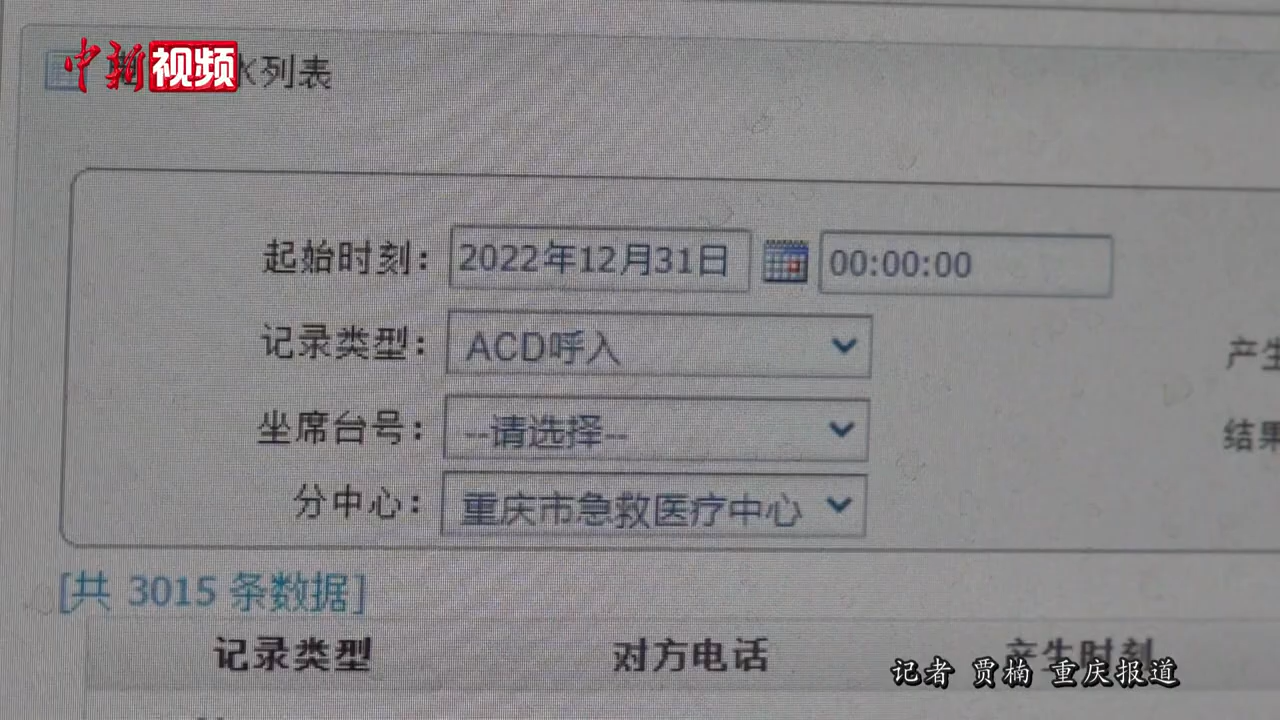 中新视频
水列表
起始时刻: 2022年12月31日 00:00:00
记录类型: ACD呼入
产生
坐席台号: --请选择--
结果
分中心: 重庆市急救医疗中心
[共 3015 条数据]
记录类型 对方电话 产生时刻
记者 贾楠 重庆报道